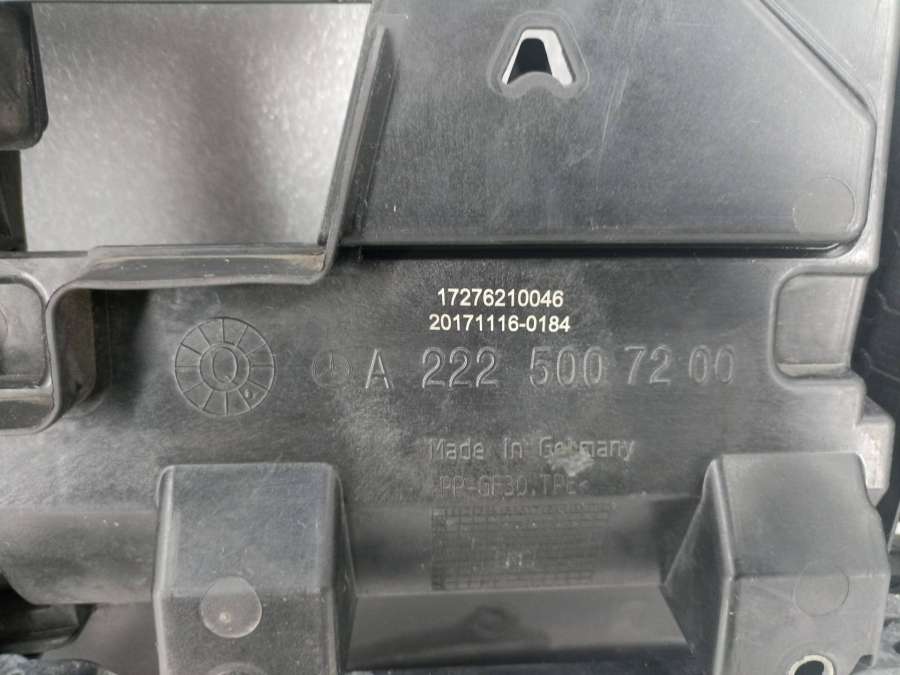 17276210046
20171116-0184
A 222 500 72 00
Made In Germany
>PP-GF30,TPE<